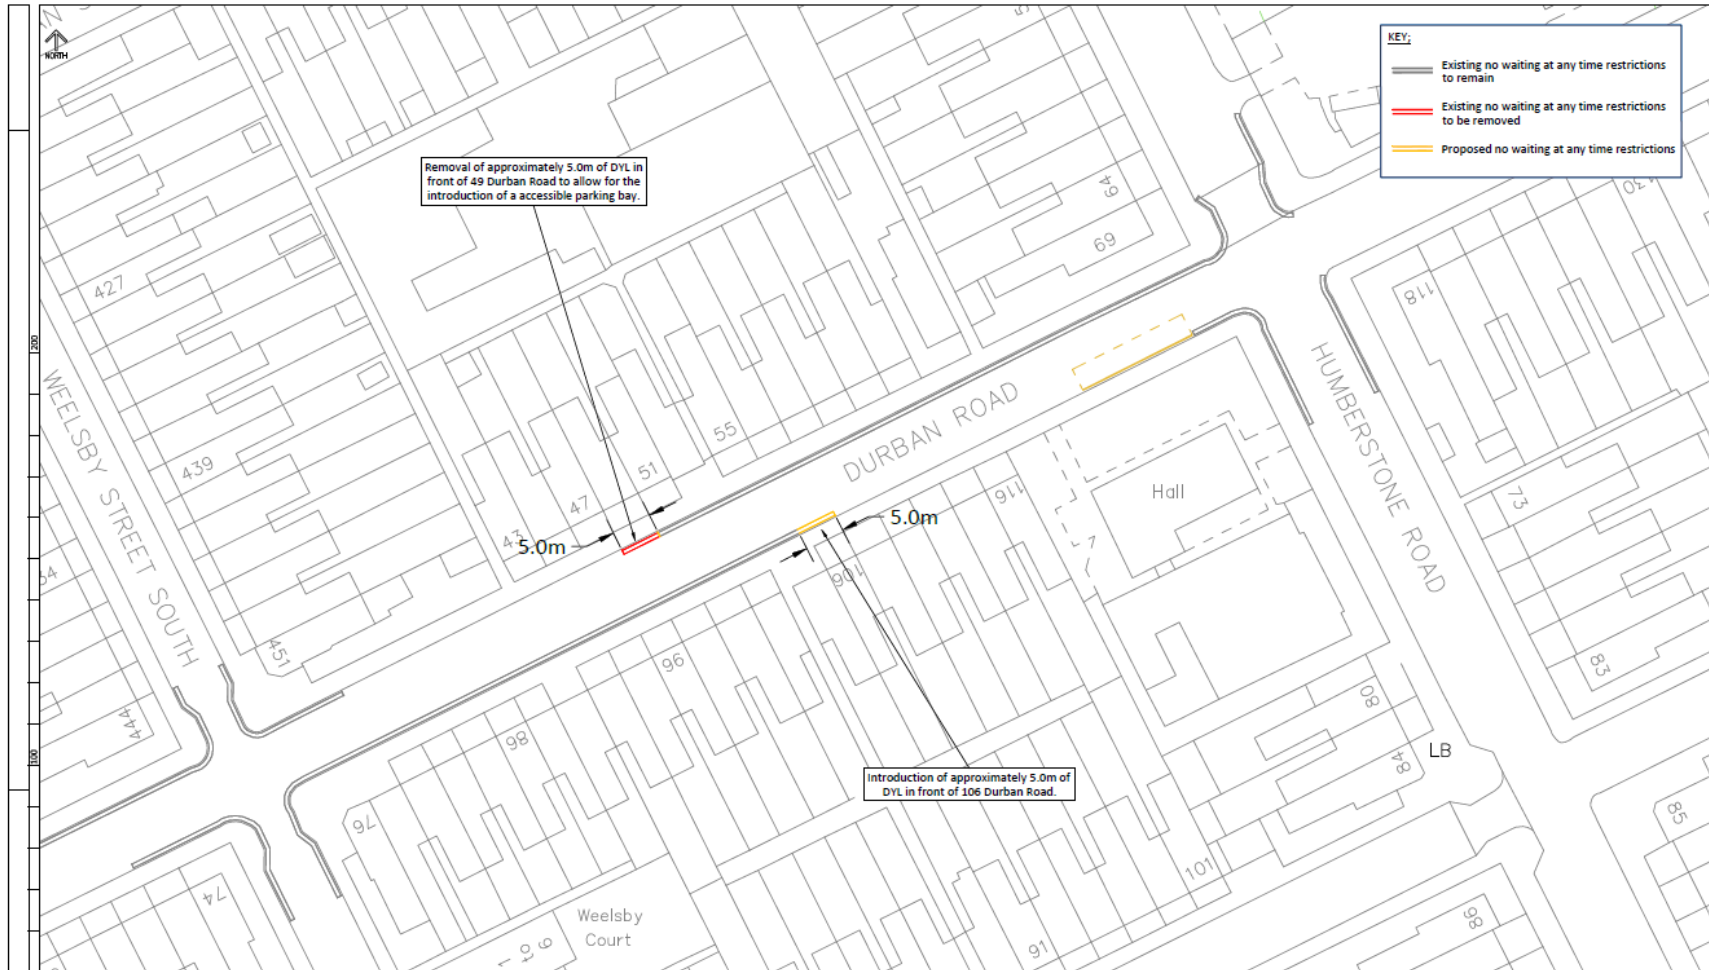 NORTH
KEY;
Existing no waiting at any time restrictions
to remain
Existing no waiting at any time restrictions
to be removed
Proposed no waiting at any time restrictions
Removal of approximately 5.0m of DYL in
front of 49 Durban Road to allow for the
introduction of a accessible parking bay.
64
69
427
118
130
200
WEELSBY STREET SOUTH
HUMBERSTONE ROAD
DURBAN ROAD
55
51
47
43
439
5.0m
5.0m
116
Hall
73
106
451
96
83
80
444
86
LB
84
100
Introduction of approximately 5.0m of
DYL in front of 106 Durban Road.
76
85
74
101
Weelsby
Court
91
98